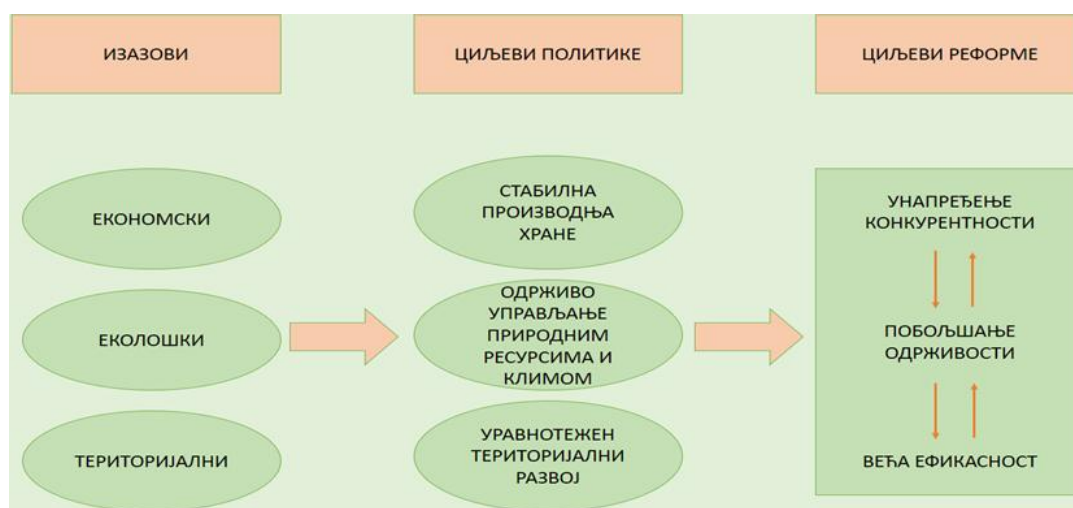 ИЗАЗОВИ
ЦИЉЕВИ ПОЛИТИКЕ
ЦИЉЕВИ РЕФОРМЕ
ЕКОНОМСКИ
ЕКОЛОШКИ
ТЕРИТОРИЈАЛНИ
СТАБИЛНА
ПРОИЗВОДЊА
ХРАНЕ
ОДРЖИВО
УПРАВЉАЊЕ
ПРИРОДНИМ
РЕСУРСИМА И
КЛИМОМ
УРАВНОТЕЖЕН
ТЕРИТОРИЈАЛНИ
РАЗВОЈ
УНАПРЕЂЕЊЕ
КОНКУРЕНТНОСТИ
ПОБОЉШАЊЕ
ОДРЖИВОСТИ
ВЕЋА ЕФИКАСНОСТ